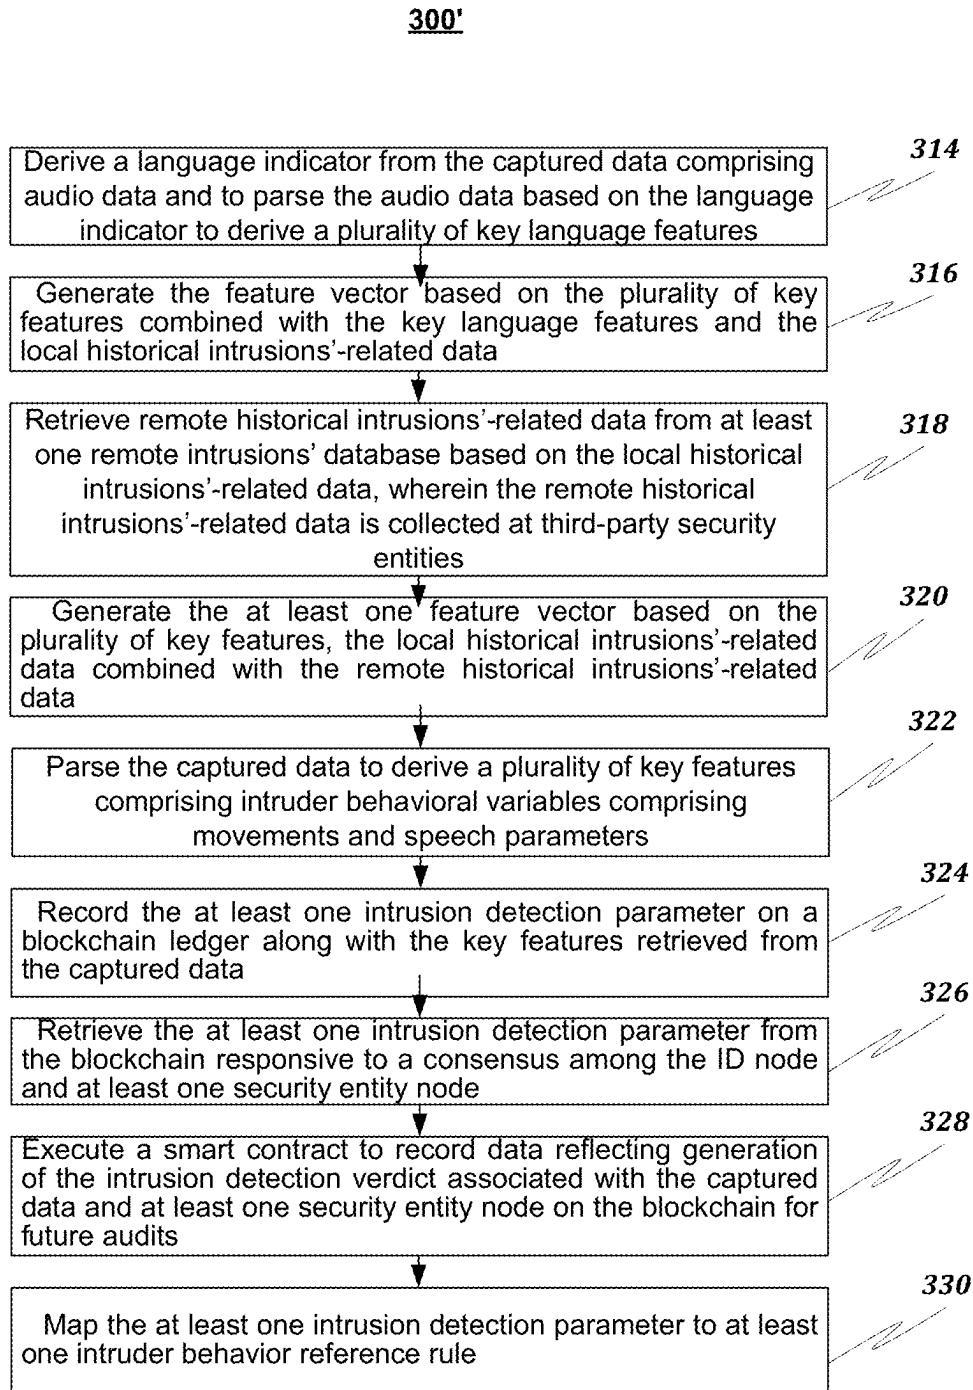 300'
314
Derive a language indicator from the captured data comprising
audio data and to parse the audio data based on the language
indicator to derive a plurality of key language features
316
Generate the feature vector based on the plurality of key
features combined with the key language features and the
local historical intrusions'-related data
318
Retrieve remote historical intrusions'-related data from at least
one remote intrusions' database based on the local historical
intrusions'-related data, wherein the remote historical
intrusions'-related data is collected at third-party security
entities
320
Generate the at least one feature vector based on the
plurality of key features, the local historical intrusions'-related
data combined with the remote historical intrusions'-related
data
322
Parse the captured data to derive a plurality of key features
comprising intruder behavioral variables comprising
movements and speech parameters
324
Record the at least one intrusion detection parameter on a
blockchain ledger along with the key features retrieved from
the captured data
326
Retrieve the at least one intrusion detection parameter from
the blockchain responsive to a consensus among the ID node
and at least one security entity node
328
Execute a smart contract to record data reflecting generation
of the intrusion detection verdict associated with the captured
data and at least one security entity node on the blockchain for
future audits
330
Map the at least one intrusion detection parameter to at least
one intruder behavior reference rule